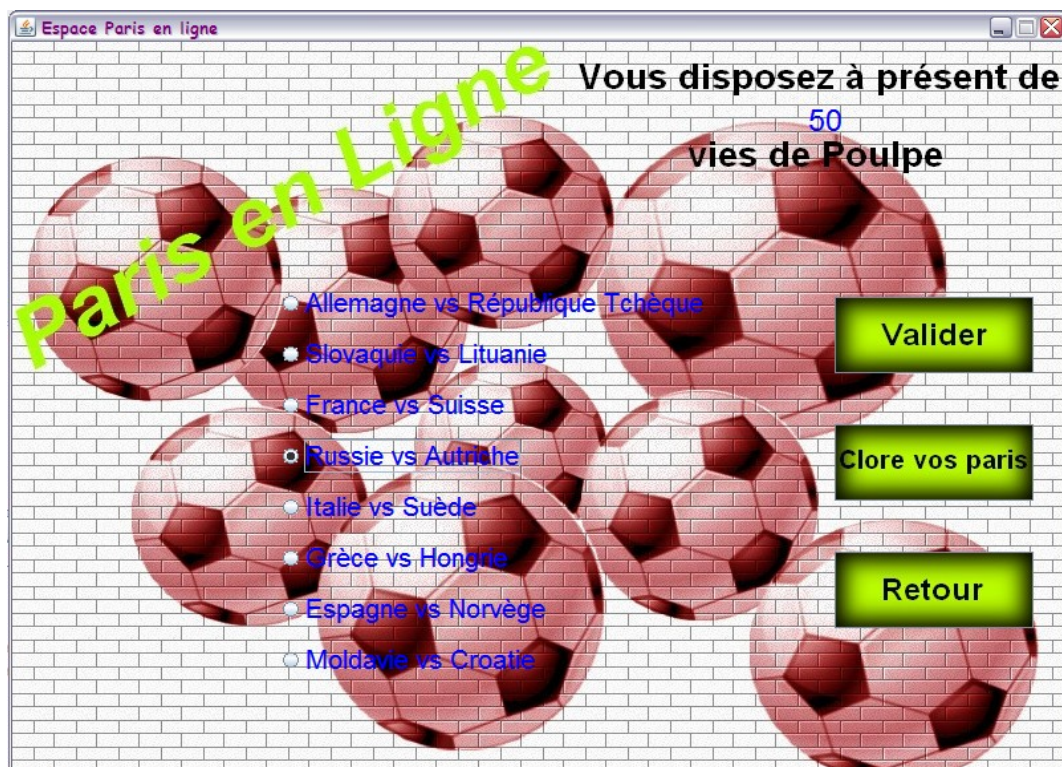 Espace Paris en ligne
Paris en Ligne
Vous disposez à présent de
50
vies de Poulpe
Allemagne vs République Tchèque
Slovaquie vs Lituanie
France vs Suisse
Russie vs Autriche
Italie vs Suède
Grèce vs Hongrie
Espagne vs Norvège
Moldavie vs Croatie
Valider
Clore vos paris
Retour